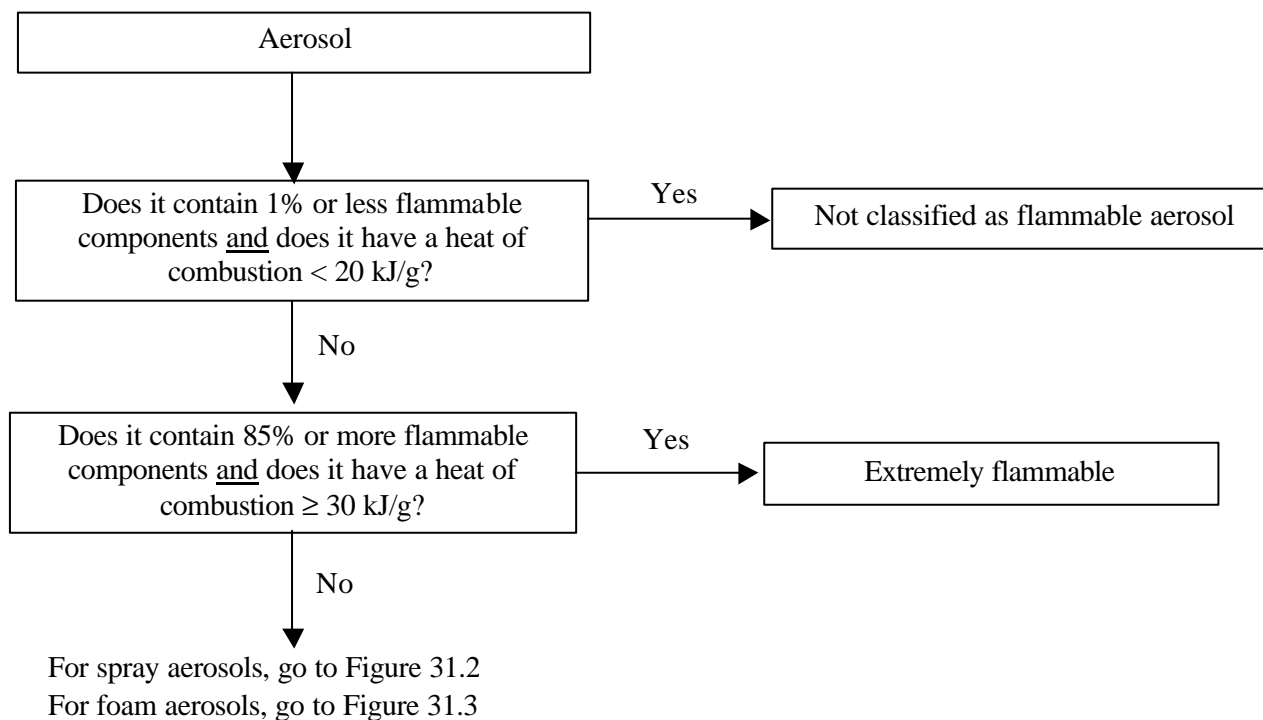 Aerosol
Does it contain 1% or less flammable
components and does it have a heat of
combustion < 20 kJ/g?
Yes
Not classified as flammable aerosol
No
Does it contain 85% or more flammable
components and does it have a heat of
combustion ≥ 30 kJ/g?
Yes
Extremely flammable
No
For spray aerosols, go to Figure 31.2
For foam aerosols, go to Figure 31.3